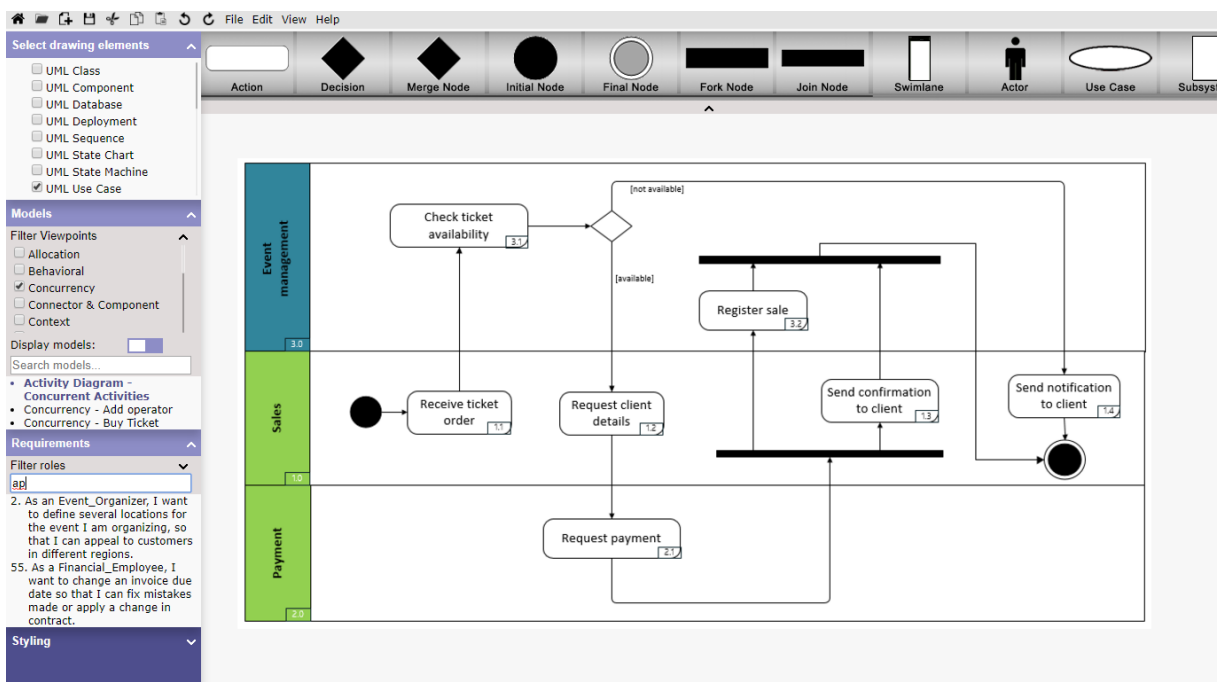 File Edit View Help
Select drawing elements
UML Class
UML Component
UML Database
UML Deployment
UML Sequence
UML State Chart
UML State Machine
UML Use Case
Models
Filter Viewpoints
Allocation
Behavioral
Concurrency
Connector & Component
Context
Display models:
Search models...
• Activity Diagram -
Concurrent Activities
• Concurrency - Add operator
• Concurrency - Buy Ticket
Requirements
Filter roles
ap
2. As an Event_Organizer, I want
to define several locations for
the event I am organizing, so
that I can appeal to customers
in different regions.
55. As a Financial_Employee, I
want to change an invoice due
date so that I can fix mistakes
made or apply a change in
contract.
Styling
Action
Decision
Merge Node
Initial Node
Final Node
Fork Node
Join Node
Swimlane
Actor
Use Case
Subsyst
Event
management
3.0
Check ticket
availability
3.1
[not available]
[available]
Register sale
3.2
Sales
1.0
Receive ticket
order
1.1
Request client
details
1.2
Send confirmation
to client
1.3
Send notification
to client
1.4
Payment
2.0
Request payment
2.1